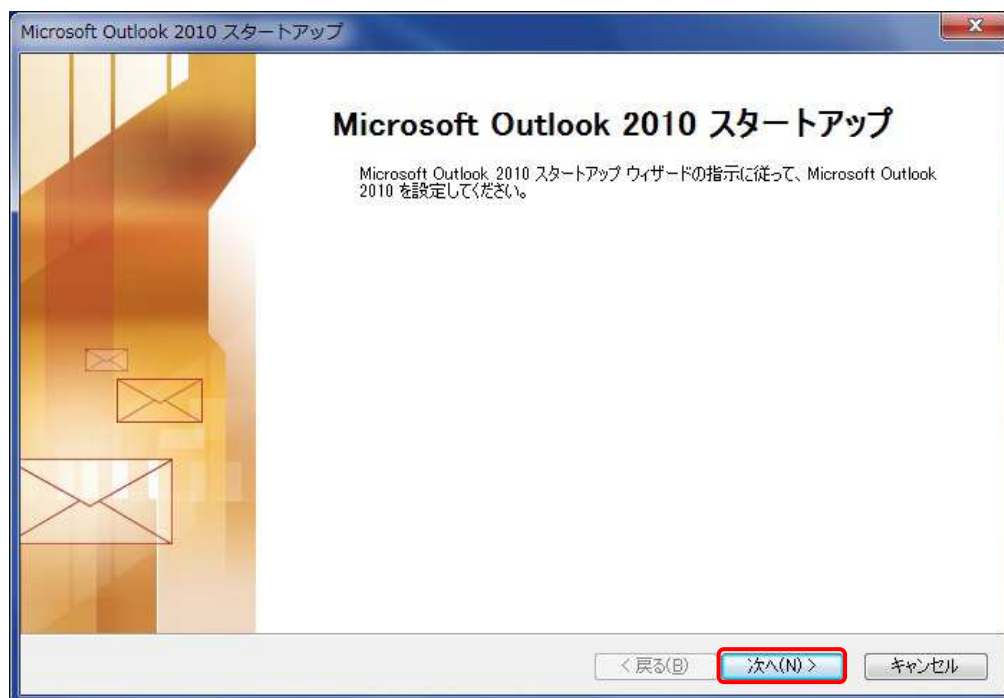 Microsoft Outlook 2010 スタートアップ
Microsoft Outlook 2010 スタートアップ
Microsoft Outlook 2010 スタートアップ ウィザードの指示に従って、Microsoft Outlook
2010 を設定してください。
< 戻る(B)
次へ(N) >
キャンセル